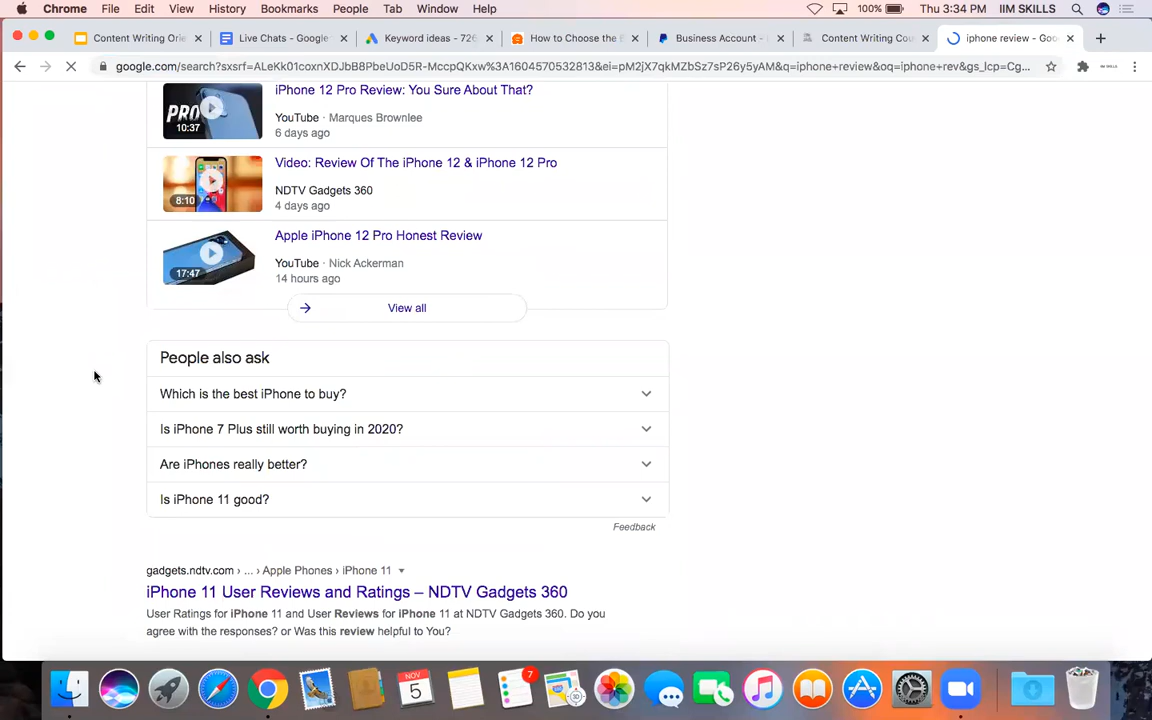 Chrome File Edit View History Bookmarks People Tab Window Help 100% Thu 3:34 PM IIM SKILLS
Content Writing Orie
Live Chats - Google
Keyword ideas - 726
How to Choose the
Business Account -
Content Writing Cou
iphone review - Goo
google.com/search?sxsrf=ALeKk01coxnXDJbB8PbeUoD5R-MccpQKxw%3A1604570532813&ei=pM2jX7qkMZbSz7sP26y5yAM&q=iphone+review&oq=iphone+rev&gs_lcp=Cg...
PRO
10:37
iPhone 12 Pro Review: You Sure About That?
YouTube · Marques Brownlee
6 days ago
8:10
Video: Review Of The iPhone 12 & iPhone 12 Pro
NDTV Gadgets 360
4 days ago
17:47
Apple iPhone 12 Pro Honest Review
YouTube · Nick Ackerman
14 hours ago
View all
People also ask
Which is the best iPhone to buy?
Is iPhone 7 Plus still worth buying in 2020?
Are iPhones really better?
Is iPhone 11 good?
Feedback
gadgets.ndtv.com › ... › Apple Phones › iPhone 11
iPhone 11 User Reviews and Ratings – NDTV Gadgets 360
User Ratings for iPhone 11 and User Reviews for iPhone 11 at NDTV Gadgets 360. Do you
agree with the responses? or Was this review helpful to You?
NOV
5
7